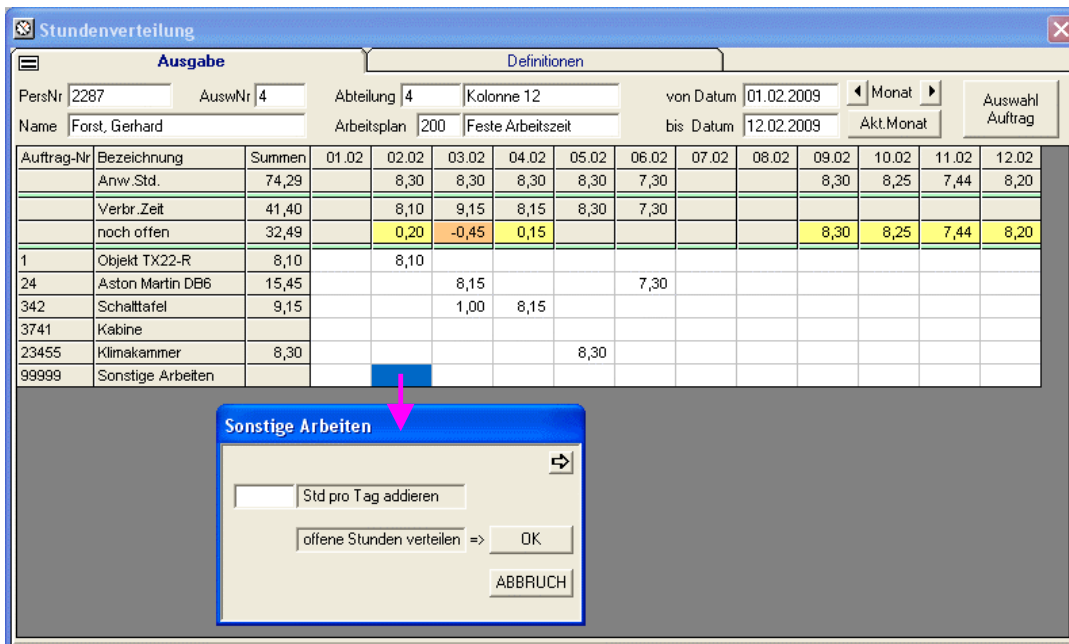 Stundenverteilung
Ausgabe Definitionen
PersNr 2287 AuswNr 4 Abteilung 4 Kolonne 12 von Datum 01.02.2009 Monat Auswahl Auftrag
Name Forst, Gerhard Arbeitsplan 200 Feste Arbeitszeit bis Datum 12.02.2009 Akt.Monat
Auftrag-Nr Bezeichnung Summen 01.02 02.02 03.02 04.02 05.02 06.02 07.02 08.02 09.02 10.02 11.02 12.02
Anw.Std. 74,29 8,30 8,30 8,30 8,30 7,30 8,30 8,25 7,44 8,20
Verbr.Zeit 41,40 8,10 9,15 8,15 8,30 7,30
noch offen 32,49 0,20 -0,45 0,15 8,30 8,25 7,44 8,20
1 Objekt TX22-R 8,10 8,10
24 Aston Martin DB6 15,45 8,15 7,30
342 Schalttafel 9,15 1,00 8,15
3741 Kabine
23455 Klimakammer 8,30 8,30
99999 Sonstige Arbeiten
Sonstige Arbeiten
Std pro Tag addieren
offene Stunden verteilen => OK
ABBRUCH